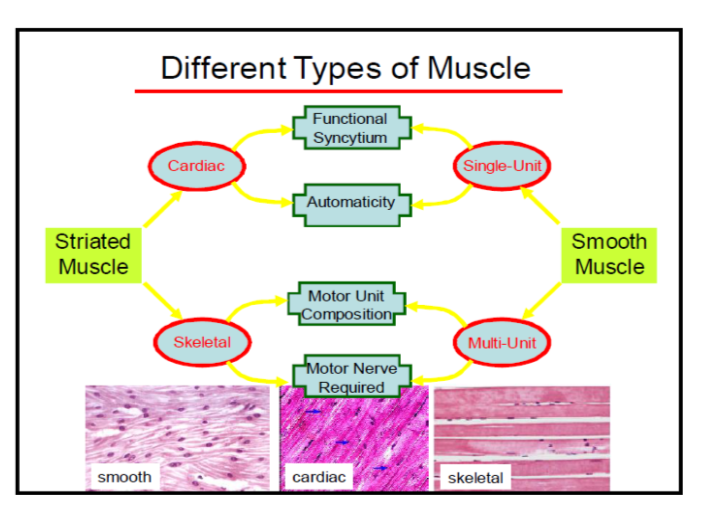 Different Types of Muscle
Functional
Syncytium
Cardiac
Single-Unit
Automaticity
Striated
Muscle
Smooth
Muscle
Motor Unit
Composition
Skeletal
Multi-Unit
Motor Nerve
Required
smooth
cardiac
skeletal